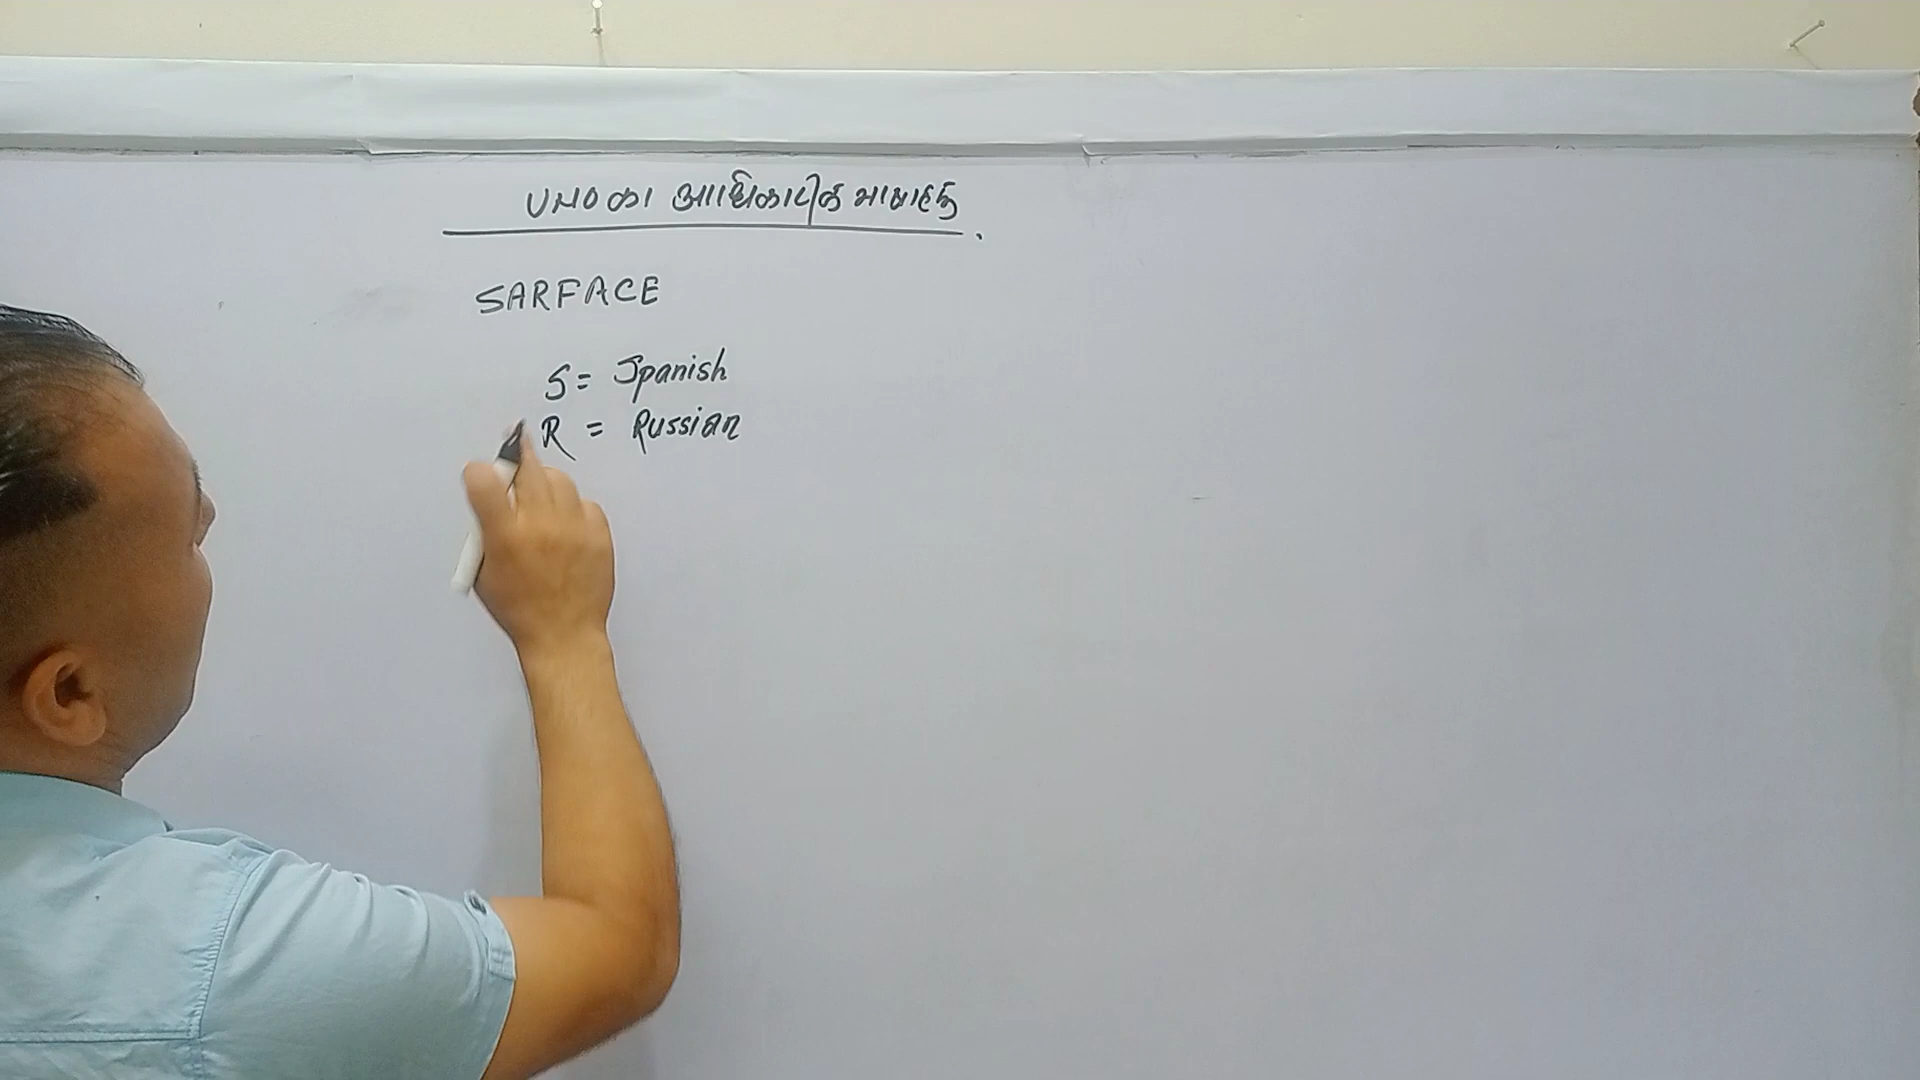 UNO का आधिकारीक भाषाहरु
SARFACE
S = Spanish
R = Russian